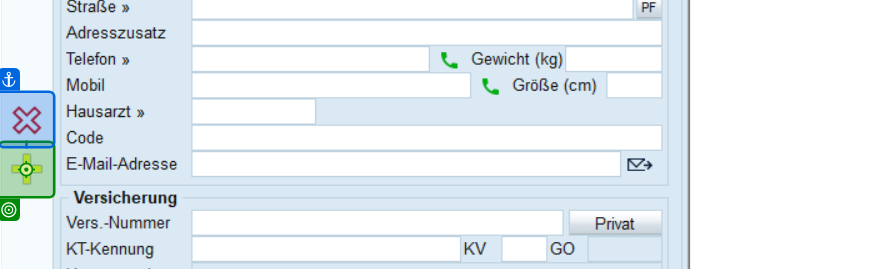 Straße » PF
Adresszusatz
Telefon » Gewicht (kg)
Mobil Größe (cm)
Hausarzt »
Code
E-Mail-Adresse
Versicherung
Vers.-Nummer Privat
KT-Kennung KV GO